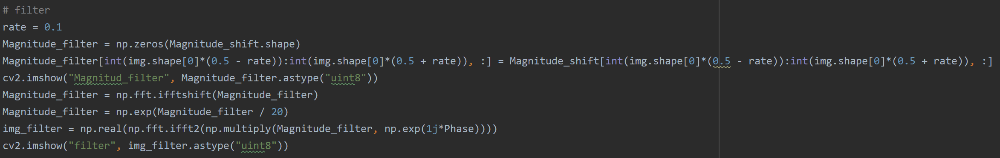 # filter
rate = 0.1
Magnitude_filter = np.zeros(Magnitude_shift.shape)
Magnitude_filter[int(img.shape[0]*(0.5 - rate)):int(img.shape[0]*(0.5 + rate)), :] = Magnitude_shift[int(img.shape[0]*(0.5 - rate)):int(img.shape[0]*(0.5 + rate)), :]
cv2.imshow("Magnitud_filter", Magnitude_filter.astype("uint8"))
Magnitude_filter = np.fft.ifftshift(Magnitude_filter)
Magnitude_filter = np.exp(Magnitude_filter / 20)
img_filter = np.real(np.fft.ifft2(np.multiply(Magnitude_filter, np.exp(1j*Phase))))
cv2.imshow("filter", img_filter.astype("uint8"))